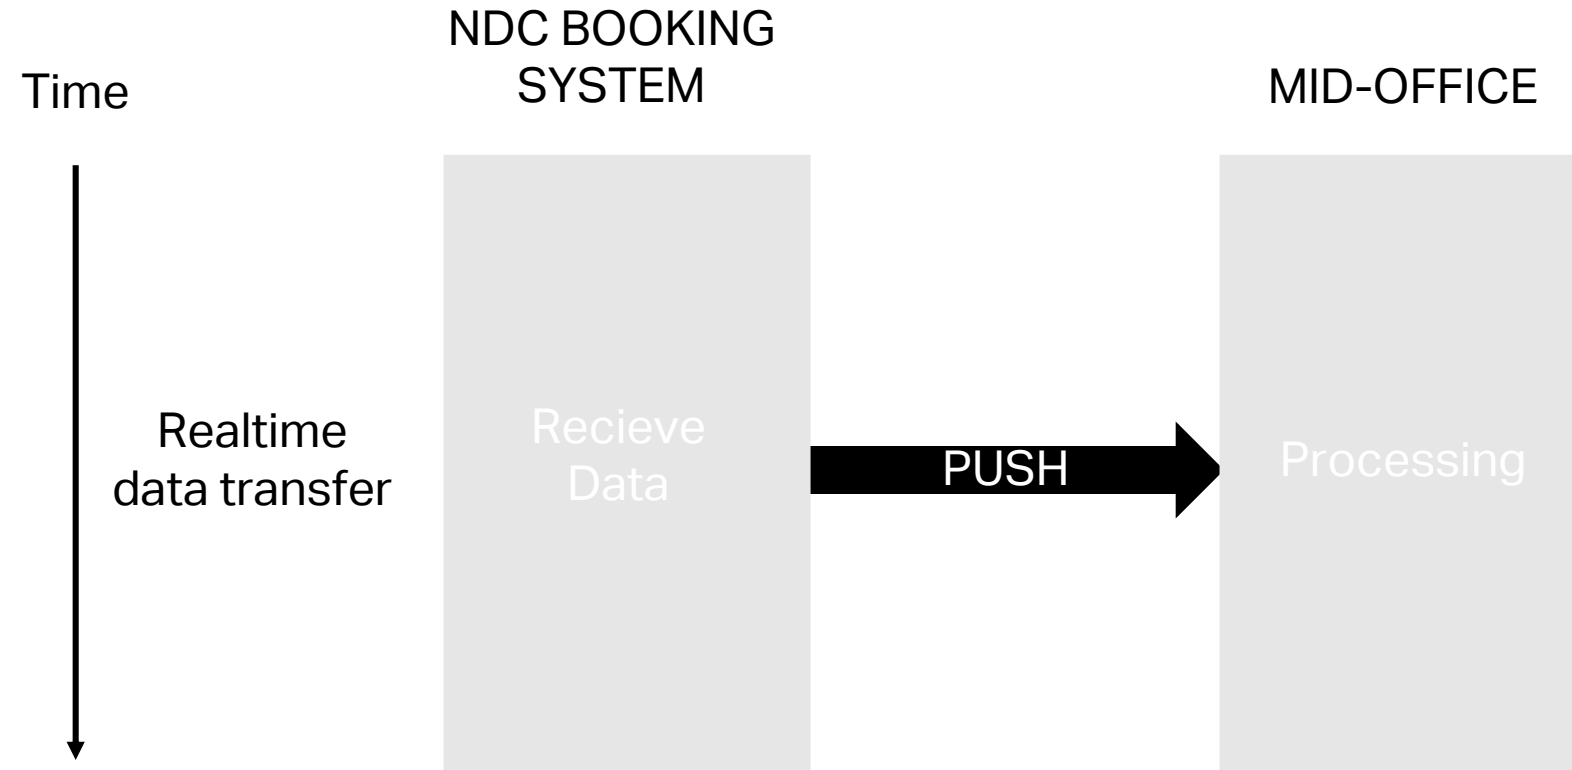 NDC BOOKING
SYSTEM
Time
MID-OFFICE
Realtime
data transfer
Recieve
Data
PUSH
Processing